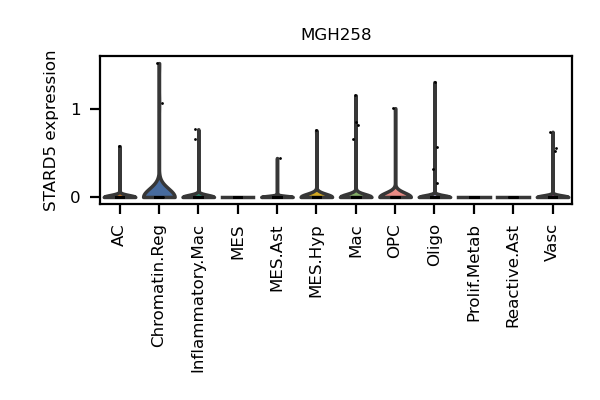 MGH258
STARD5 expression
1
0
AC
Chromatin.Reg
Inflammatory.Mac
MES
MES.Ast
MES.Hyp
Mac
OPC
Oligo
Prolif.Metab
Reactive.Ast
Vasc